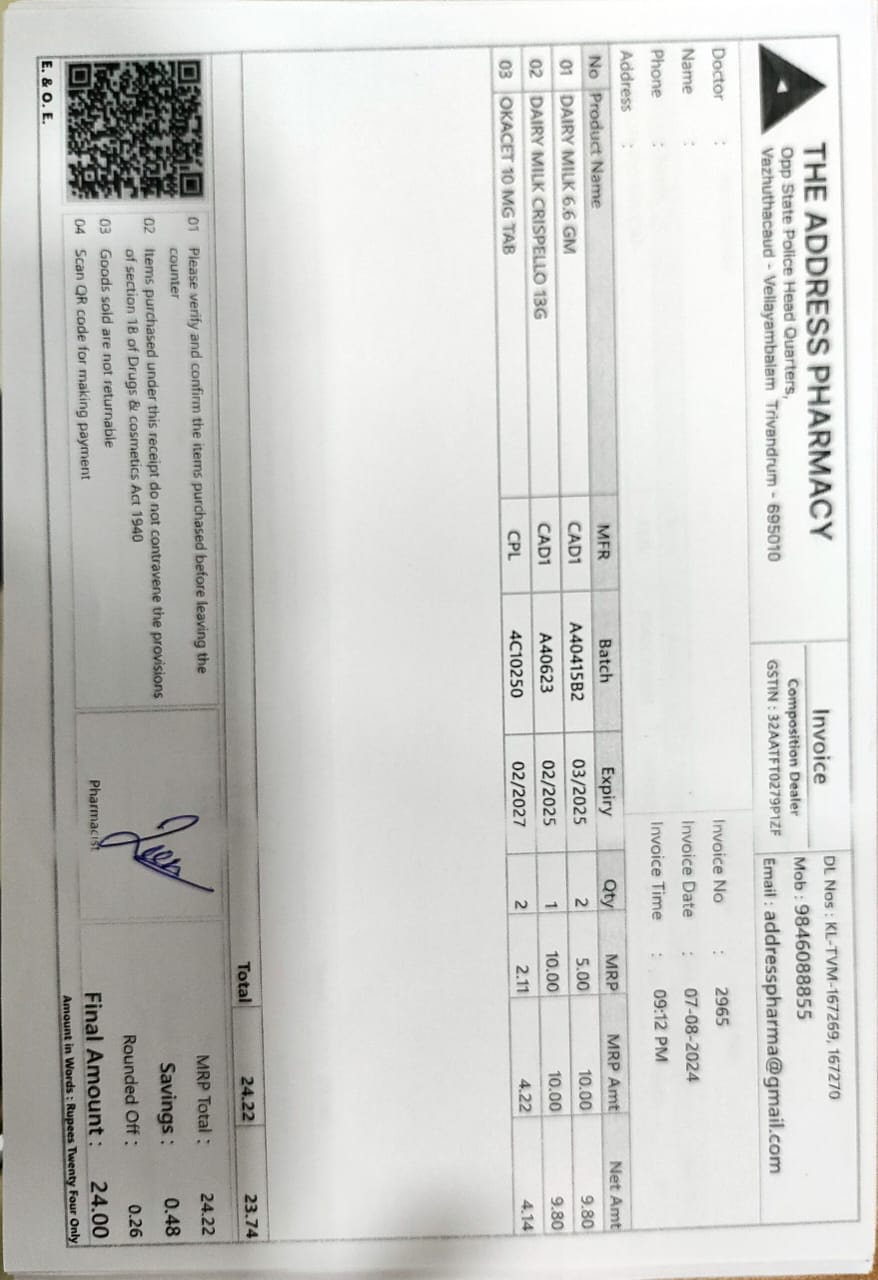 THE ADDRESS PHARMACY
Opp State Police Head Quarters,
Vazhuthacaud - Vellayambalam Trivandrum - 695010
Invoice
Composition Dealer
GSTIN : 32AATFT0279P1ZF
DL Nos : KL-TVM-167269, 167270
Mob : 9846088855
Email : addresspharma@gmail.com
Doctor :
Name :
Phone :
Address :
Invoice No : 2965
Invoice Date : 07-08-2024
Invoice Time : 09:12 PM
No Product Name MFR Batch Expiry Qty MRP MRP Amt Net Amt
01 DAIRY MILK 6.6 GM CAD1 A40415B2 03/2025 2 5.00 10.00 9.80
02 DAIRY MILK CRISPELLO 13G CAD1 A40623 02/2025 1 10.00 10.00 9.80
03 OKACET 10 MG TAB CPL 4C10250 02/2027 2 2.11 4.22 4.14
Total 24.22 23.74
01 Please verify and confirm the items purchased before leaving the
counter
02 Items purchased under this receipt do not contravene the provisions
of section 18 of Drugs & cosmetics Act 1940
03 Goods sold are not returnable
04 Scan QR code for making payment
E. & O. E.
Pharmacist
MRP Total : 24.22
Savings : 0.48
Rounded Off : 0.26
Final Amount : 24.00
Amount in Words : Rupees Twenty Four Only